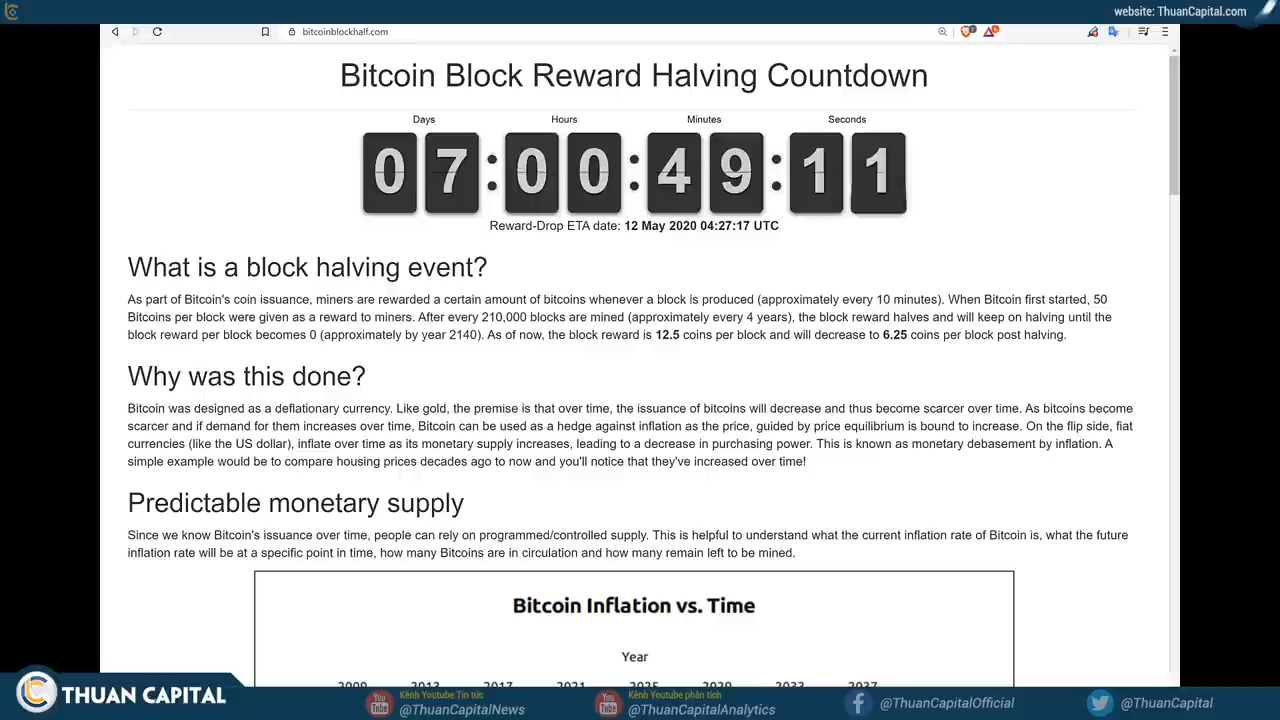 website: ThuanCapital.com
bitcoinblockhalf.com
Bitcoin Block Reward Halving Countdown
Days Hours Minutes Seconds
07:00:49:11
Reward-Drop ETA date: 12 May 2020 04:27:17 UTC
What is a block halving event?
As part of Bitcoin's coin issuance, miners are rewarded a certain amount of bitcoins whenever a block is produced (approximately every 10 minutes). When Bitcoin first started, 50
Bitcoins per block were given as a reward to miners. After every 210,000 blocks are mined (approximately every 4 years), the block reward halves and will keep on halving until the
block reward per block becomes 0 (approximately by year 2140). As of now, the block reward is 12.5 coins per block and will decrease to 6.25 coins per block post halving.
Why was this done?
Bitcoin was designed as a deflationary currency. Like gold, the premise is that over time, the issuance of bitcoins will decrease and thus become scarcer over time. As bitcoins become
scarcer and if demand for them increases over time, Bitcoin can be used as a hedge against inflation as the price, guided by price equilibrium is bound to increase. On the flip side, fiat
currencies (like the US dollar), inflate over time as its monetary supply increases, leading to a decrease in purchasing power. This is known as monetary debasement by inflation. A
simple example would be to compare housing prices decades ago to now and you'll notice that they've increased over time!
Predictable monetary supply
Since we know Bitcoin's issuance over time, people can rely on programmed/controlled supply. This is helpful to understand what the current inflation rate of Bitcoin is, what the future
inflation rate will be at a specific point in time, how many Bitcoins are in circulation and how many remain left to be mined.
Bitcoin Inflation vs. Time
Year
2009 2013 2017 2021 2025 2029 2033 2037
THUAN CAPITAL
Kênh Youtube Tin tức
@ThuanCapitalNews
Kênh Youtube phân tích
@ThuanCapitalAnalytics
@ThuanCapitalOfficial
@ThuanCapital